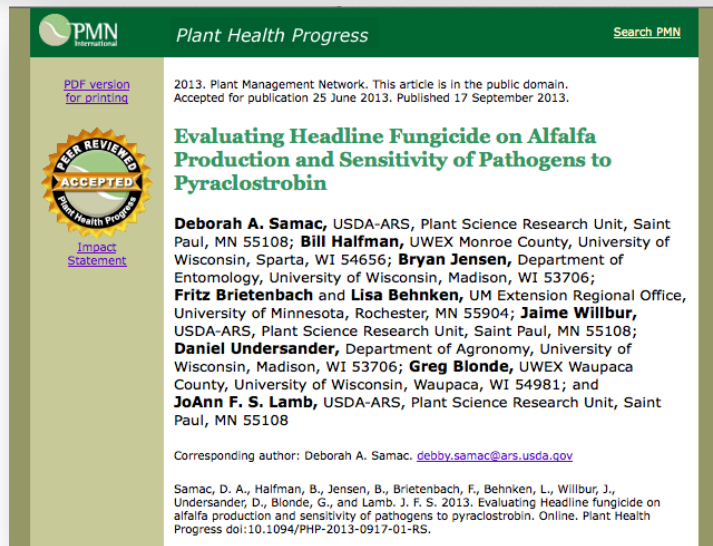 PMN
International
Plant Health Progress
Search PMN
PDF version
for printing
PEER REVIEWED
ACCEPTED
Plant Health Progress
Impact
Statement
2013. Plant Management Network. This article is in the public domain.
Accepted for publication 25 June 2013. Published 17 September 2013.
Evaluating Headline Fungicide on Alfalfa
Production and Sensitivity of Pathogens to
Pyraclostrobin
Deborah A. Samac, USDA-ARS, Plant Science Research Unit, Saint
Paul, MN 55108; Bill Halfman, UWEX Monroe County, University of
Wisconsin, Sparta, WI 54656; Bryan Jensen, Department of
Entomology, University of Wisconsin, Madison, WI 53706;
Fritz Brietenbach and Lisa Behnken, UM Extension Regional Office,
University of Minnesota, Rochester, MN 55904; Jaime Willbur,
USDA-ARS, Plant Science Research Unit, Saint Paul, MN 55108;
Daniel Undersander, Department of Agronomy, University of
Wisconsin, Madison, WI 53706; Greg Blonde, UWEX Waupaca
County, University of Wisconsin, Waupaca, WI 54981; and
JoAnn F. S. Lamb, USDA-ARS, Plant Science Research Unit, Saint
Paul, MN 55108
Corresponding author: Deborah A. Samac. debby.samac@ars.usda.gov
Samac, D. A., Halfman, B., Jensen, B., Brietenbach, F., Behnken, L., Willbur, J.,
Undersander, D., Blonde, G., and Lamb. J. F. S. 2013. Evaluating Headline fungicide on
alfalfa production and sensitivity of pathogens to pyraclostrobin. Online. Plant Health
Progress doi:10.1094/PHP-2013-0917-01-RS.